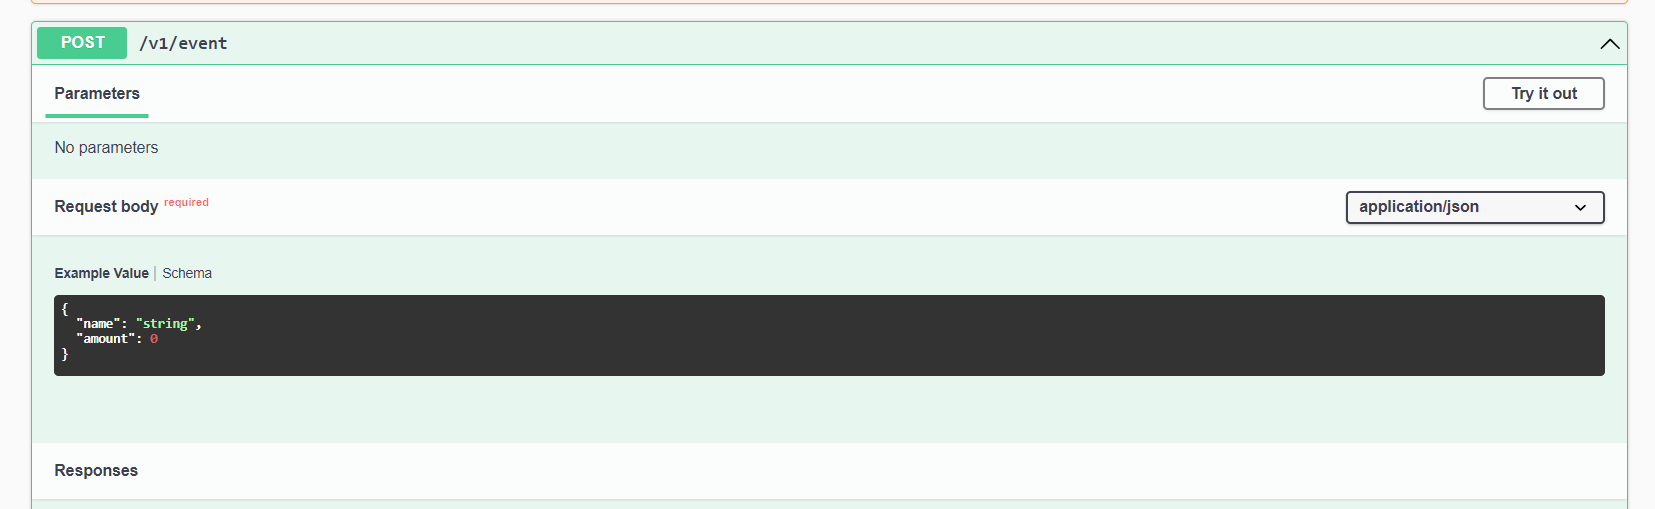 POST /v1/event
Parameters
Try it out
No parameters
Request body required
application/json
Example Value | Schema
{
  "name": "string",
  "amount": 0
}
Responses